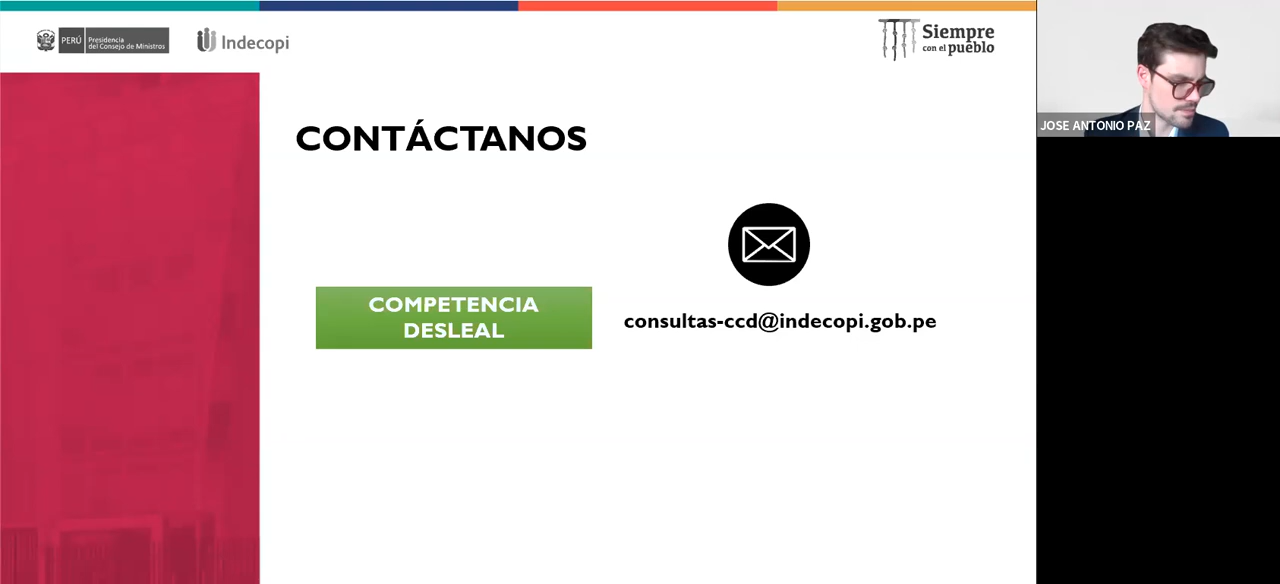 PERÚ
Presidencia
del Consejo de Ministros
Indecopi
Siempre
con el pueblo
JOSE ANTONIO PAZ
CONTÁCTANOS
COMPETENCIA
DESLEAL
consultas-ccd@indecopi.gob.pe